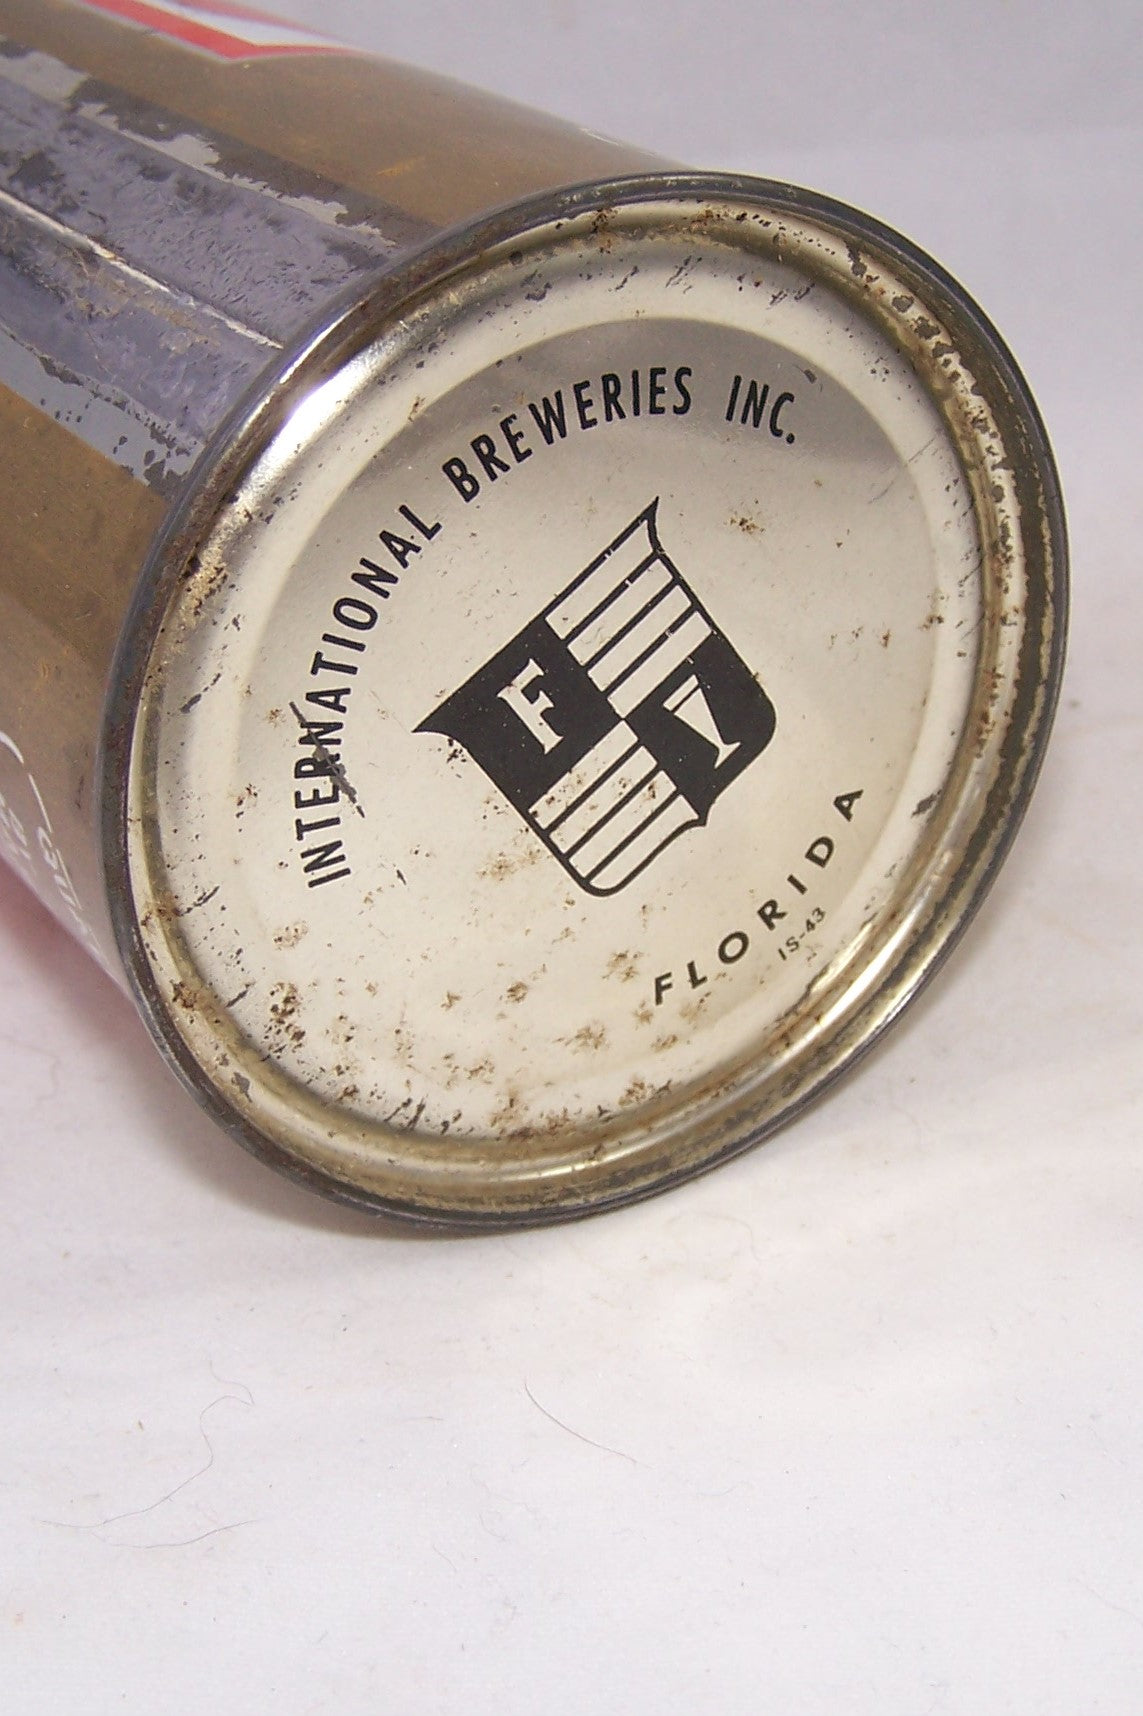 INTERNATIONAL BREWERIES INC.
F
FLORIDA
IS-43